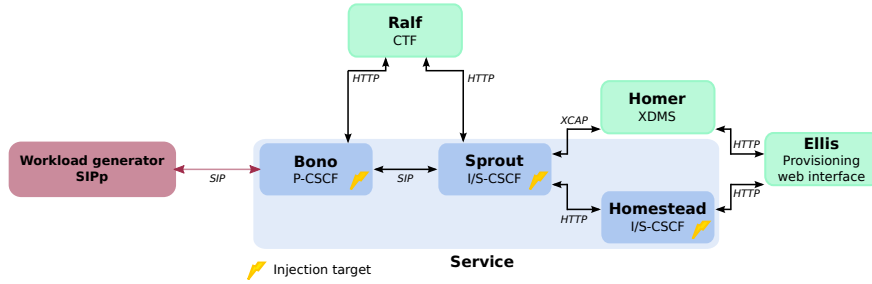 Ralf
CTF
HTTP
HTTP
Homer
XDMS
XCAP
HTTP
Ellis
Provisioning
web interface
Workload generator
SIPp
SIP
Bono
P-CSCF
SIP
Sprout
I/S-CSCF
HTTP
Homestead
I/S-CSCF
HTTP
Service
Injection target